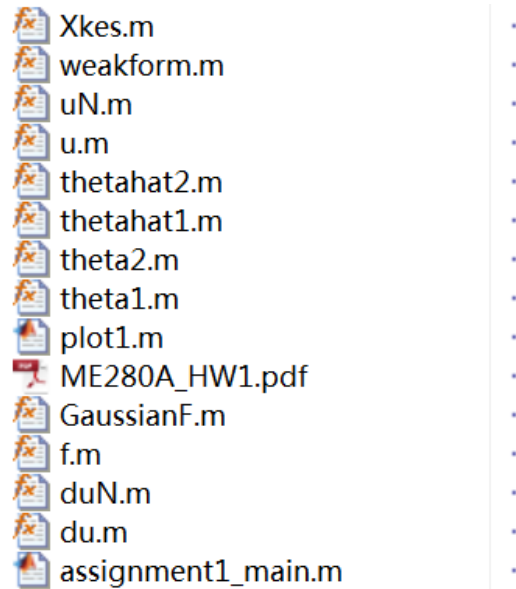 Xkes.m
weakform.m
uN.m
u.m
thetahat2.m
thetahat1.m
theta2.m
theta1.m
plot1.m
ME280A_HW1.pdf
GaussianF.m
f.m
duN.m
du.m
assignment1_main.m